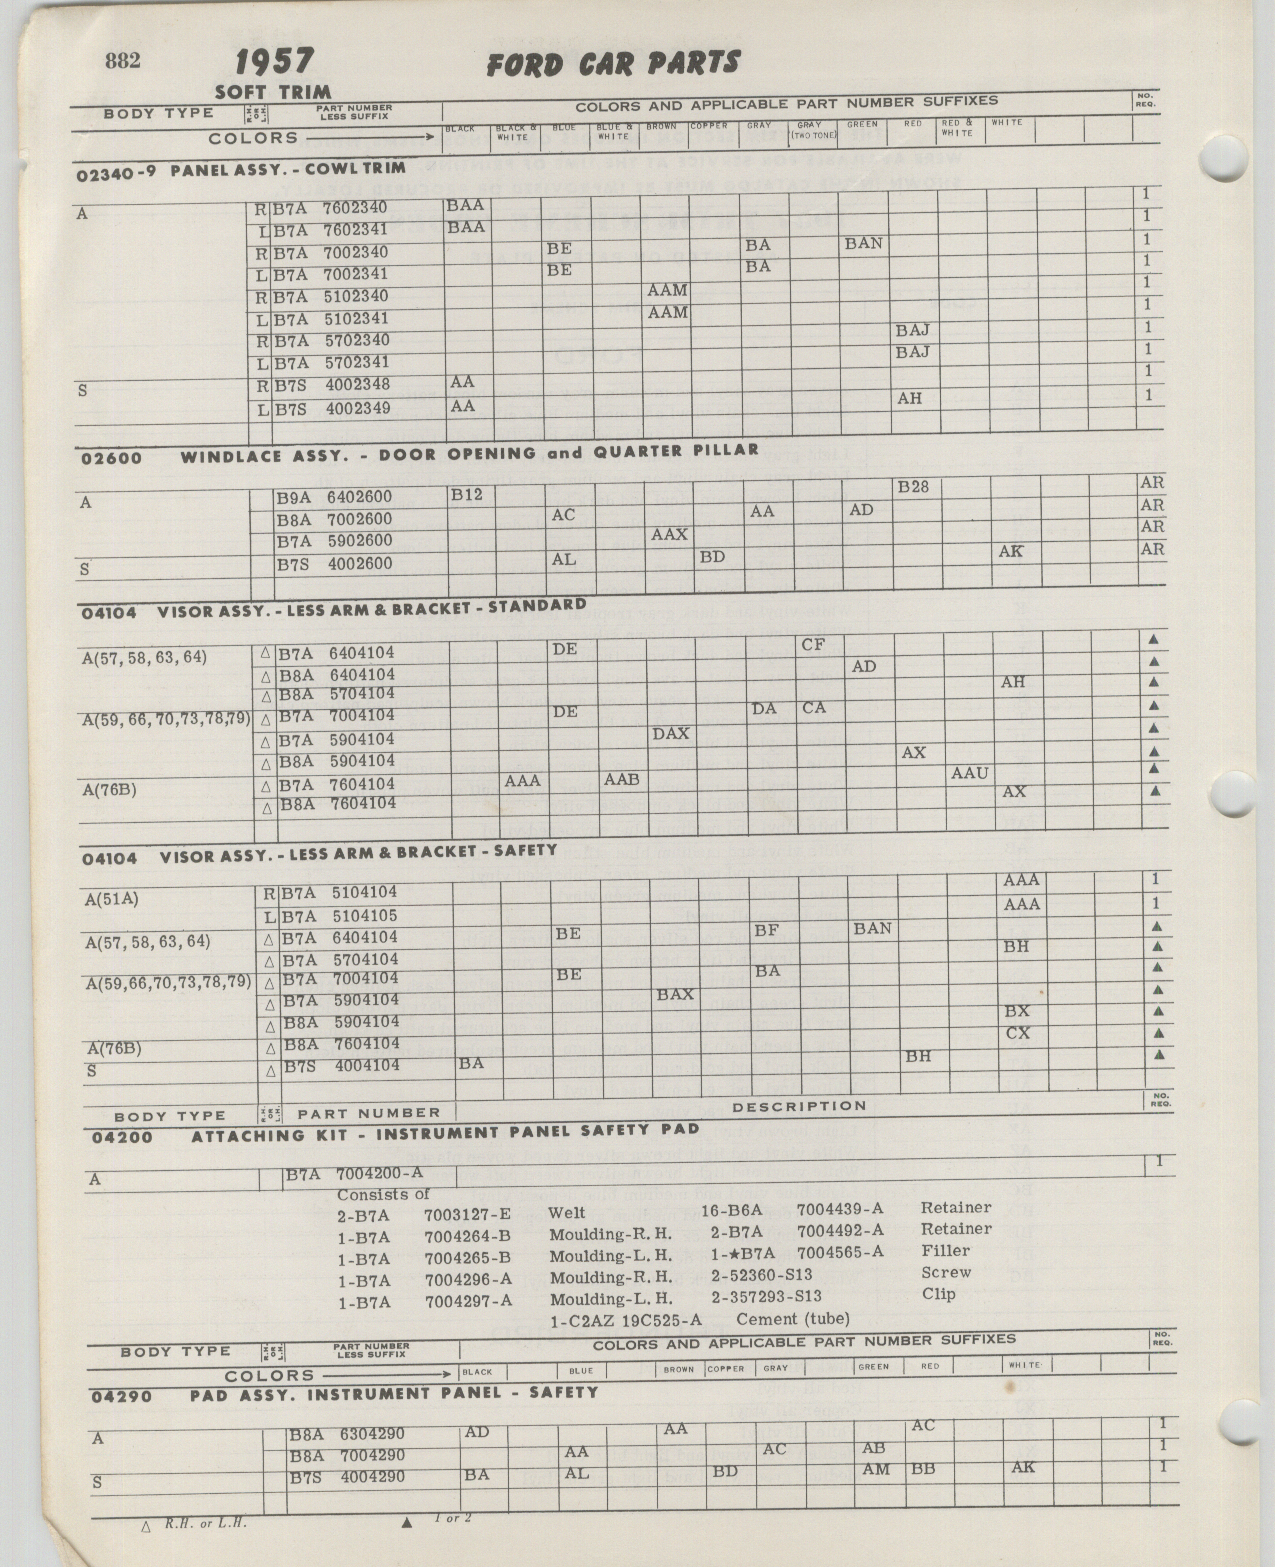 882 1957 FORD CAR PARTS
SOFT TRIM
BODY TYPE R.H. OR L.H. PART NUMBER LESS SUFFIX COLORS AND APPLICABLE PART NUMBER SUFFIXES NO. REQ.
COLORS BLACK BLACK & WHITE BLUE BLUE & WHITE BROWN COPPER GRAY GRAY (TWO TONE) GREEN RED RED & WHITE WHITE
02340-9 PANEL ASSY. - COWL TRIM
A R B7A 7602340 BAA 1
L B7A 7602341 BAA 1
R B7A 7002340 BE BA BAN 1
L B7A 7002341 BE BA 1
R B7A 5102340 AAM 1
L B7A 5102341 AAM 1
R B7A 5702340 BAJ 1
L B7A 5702341 BAJ 1
S R B7S 4002348 AA 1
L B7S 4002349 AA AH 1
02600 WINDLACE ASSY. - DOOR OPENING and QUARTER PILLAR
A B9A 6402600 B12 B28 AR
B8A 7002600 AC AA AD AR
B7A 5902600 AAX AR
S B7S 4002600 AL BD AK AR
04104 VISOR ASSY. - LESS ARM & BRACKET - STANDARD
A(57, 58, 63, 64) △ B7A 6404104 DE CF ▲
△ B8A 6404104 AD ▲
△ B8A 5704104 AH ▲
A(59, 66, 70, 73, 78, 79) △ B7A 7004104 DE DA CA ▲
△ B7A 5904104 DAX ▲
△ B8A 5904104 AX ▲
A(76B) △ B7A 7604104 AAA AAB AAU ▲
△ B8A 7604104 AX ▲
04104 VISOR ASSY. - LESS ARM & BRACKET - SAFETY
A(51A) R B7A 5104104 AAA 1
L B7A 5104105 AAA 1
A(57, 58, 63, 64) △ B7A 6404104 BE BF BAN ▲
△ B7A 5704104 BH ▲
A(59,66,70,73,78,79) △ B7A 7004104 BE BA ▲
△ B7A 5904104 BAX ▲
△ B8A 5904104 BX ▲
A(76B) △ B8A 7604104 CX ▲
S △ B7S 4004104 BA BH ▲
BODY TYPE R.H. OR L.H. PART NUMBER DESCRIPTION NO. REQ.
04200 ATTACHING KIT - INSTRUMENT PANEL SAFETY PAD
A B7A 7004200-A 1
Consists of
2-B7A 7003127-E Welt 16-B6A 7004439-A Retainer
1-B7A 7004264-B Moulding-R. H. 2-B7A 7004492-A Retainer
1-B7A 7004265-B Moulding-L. H. 1-★B7A 7004565-A Filler
1-B7A 7004296-A Moulding-R. H. 2-52360-S13 Screw
1-B7A 7004297-A Moulding-L. H. 2-357293-S13 Clip
1-C2AZ 19C525-A Cement (tube)
BODY TYPE R.H. OR L.H. PART NUMBER LESS SUFFIX COLORS AND APPLICABLE PART NUMBER SUFFIXES NO. REQ.
COLORS BLACK BLUE BROWN COPPER GRAY GREEN RED WHITE
04290 PAD ASSY. INSTRUMENT PANEL - SAFETY
A B8A 6304290 AD AA AC 1
B8A 7004290 AA AC AB 1
S B7S 4004290 BA AL BD AM BB AK 1
△ R.H. or L.H. ▲ 1 or 2